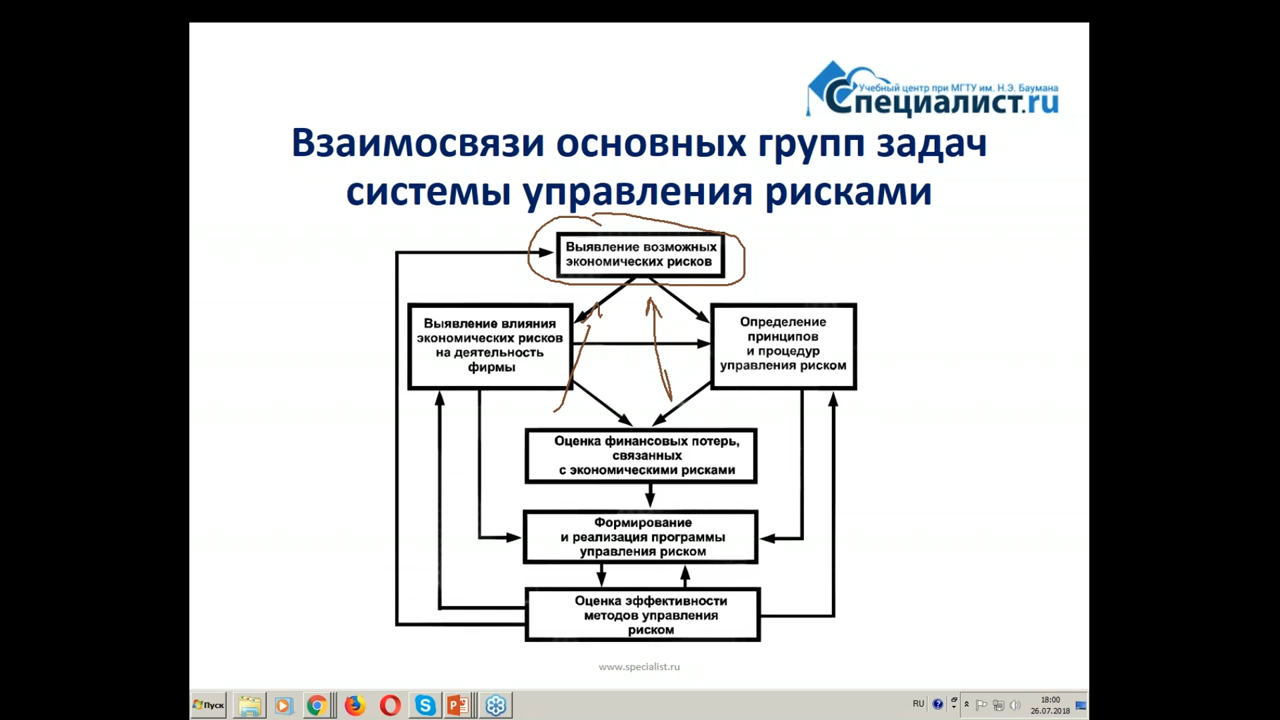 Учебный центр при МГТУ им. Н.Э. Баумана
Специалист.ru
Взаимосвязи основных групп задач
системы управления рисками
Выявление возможных
экономических рисков
Выявление влияния
экономических рисков
на деятельность
фирмы
Определение
принципов
и процедур
управления риском
Оценка финансовых потерь,
связанных
с экономическими рисками
Формирование
и реализация программы
управления риском
Оценка эффективности
методов управления
риском
www.specialist.ru
Пуск
RU
18:00
26.07.2018